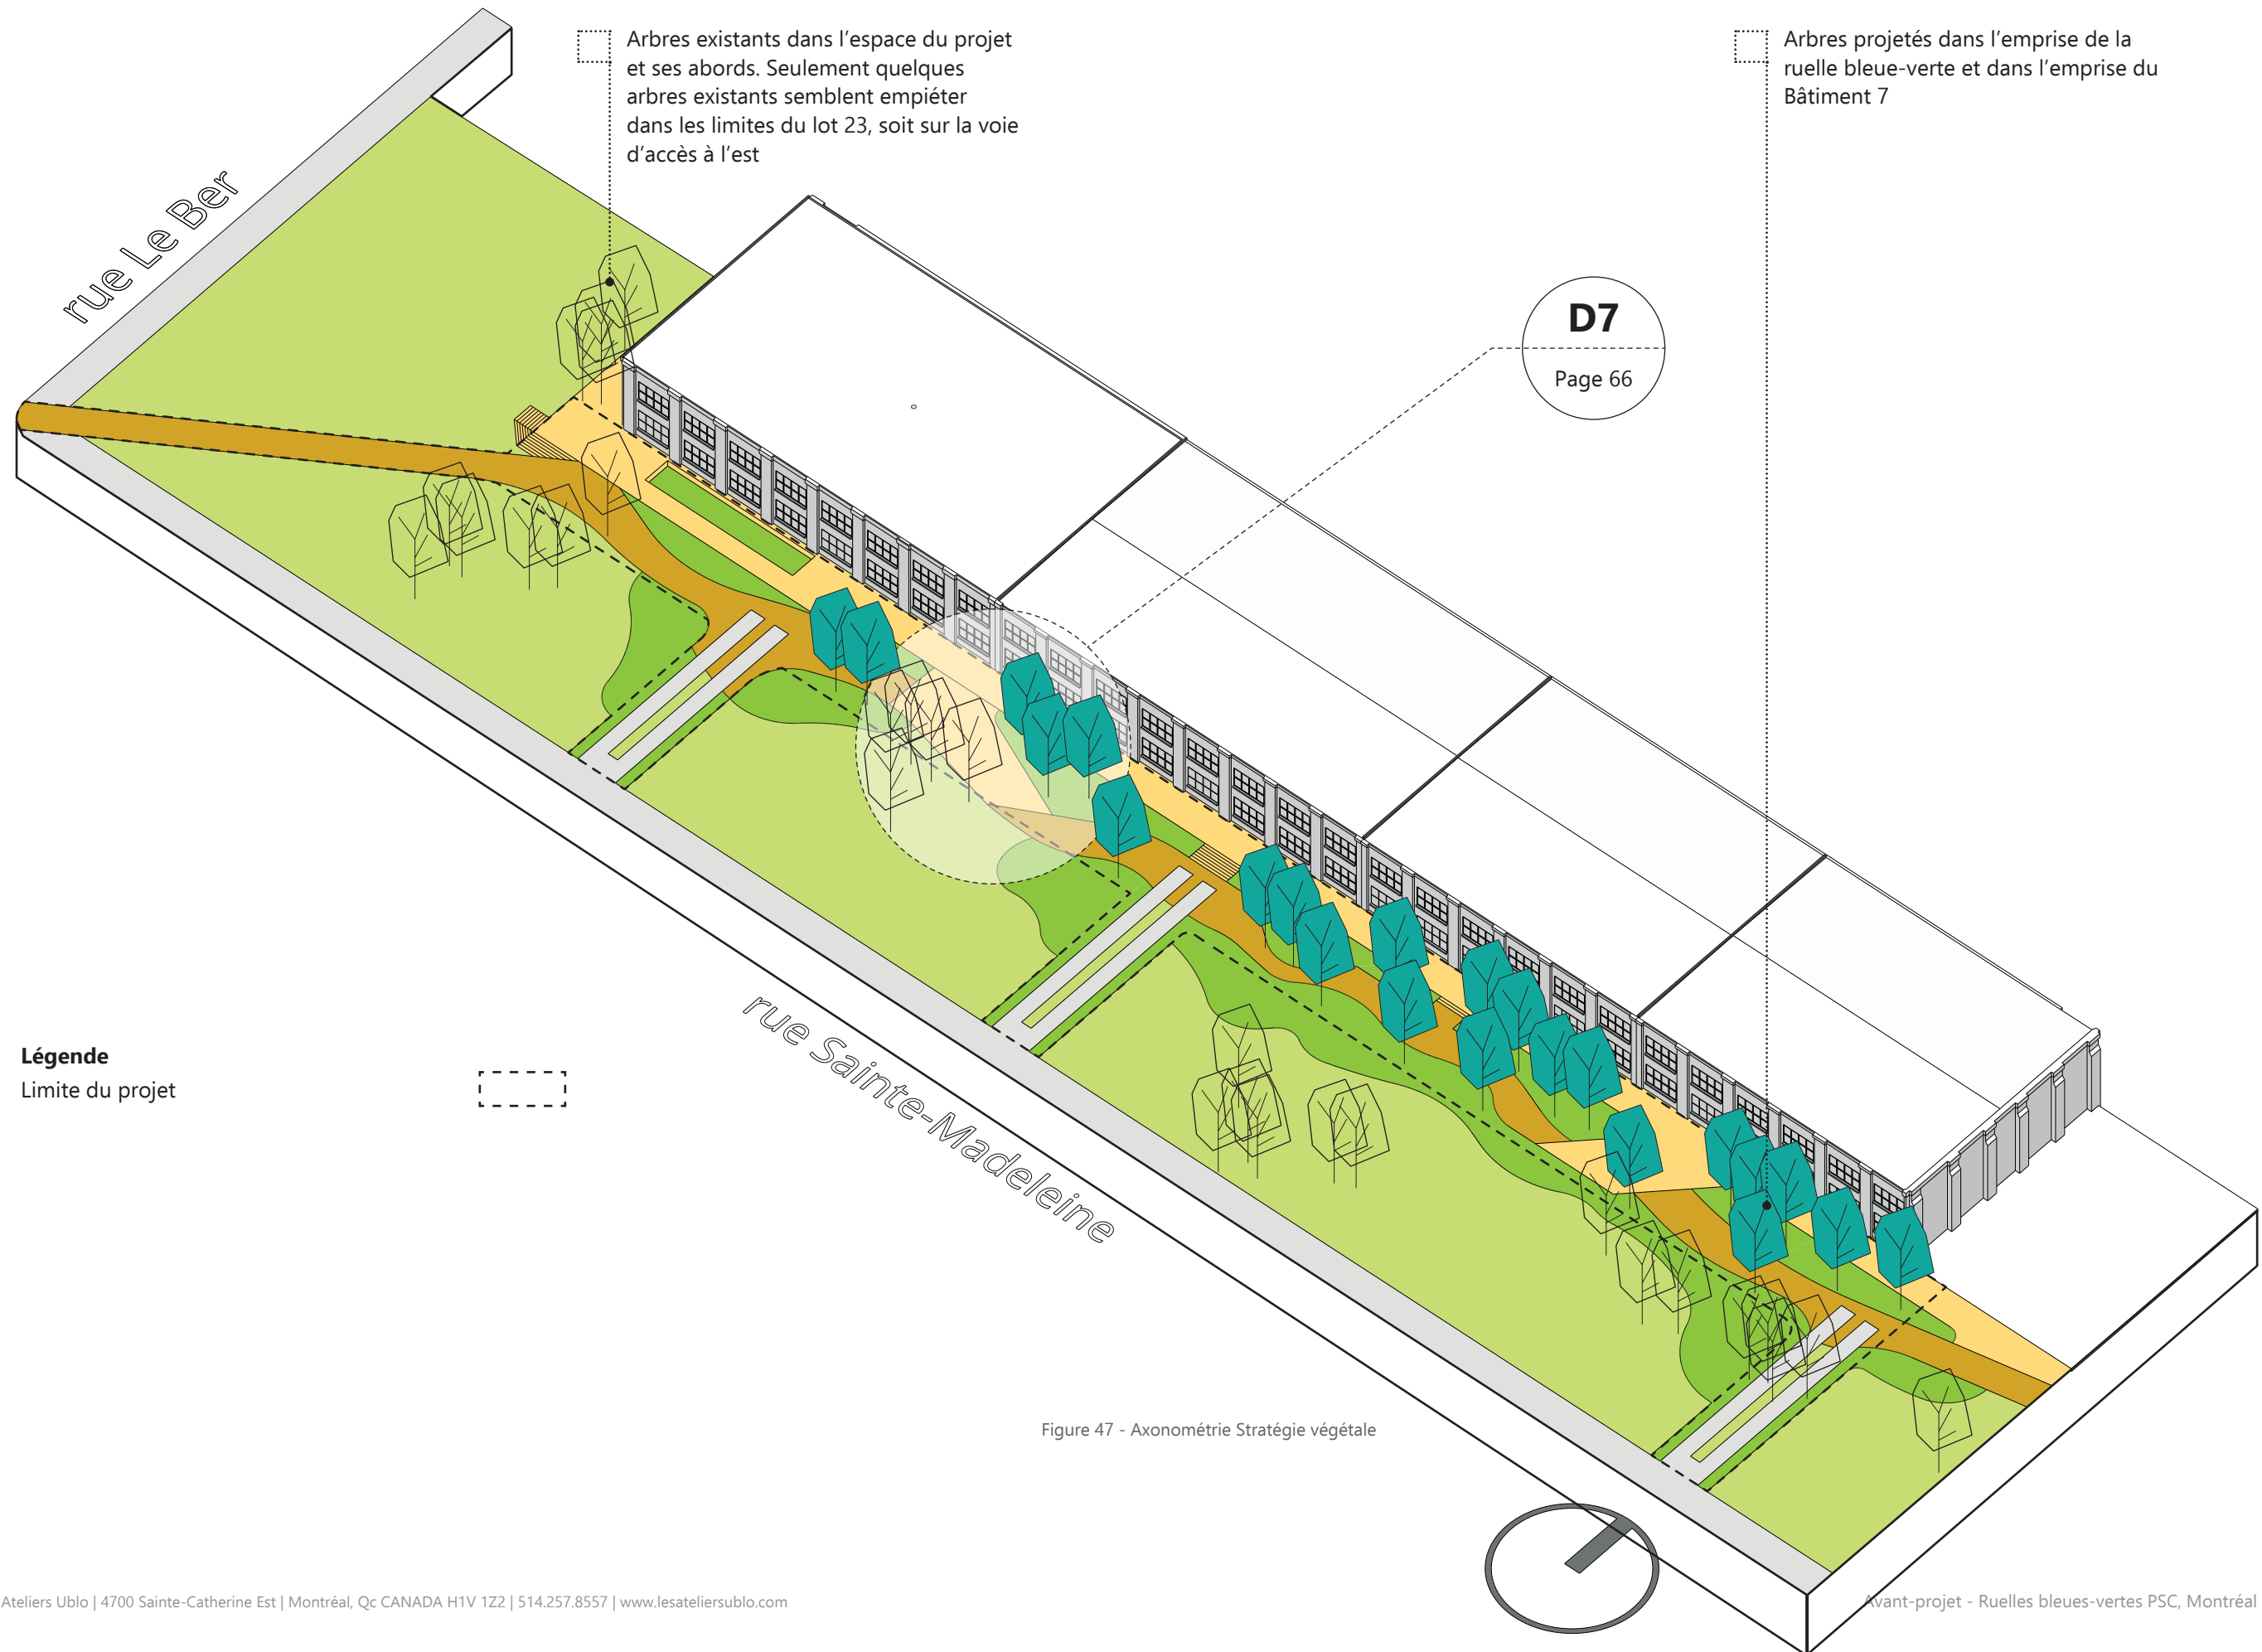 Arbres existants dans l'espace du projet
et ses abords. Seulement quelques
arbres existants semblent empiéter
dans les limites du lot 23, soit sur la voie
d'accès à l'est
Arbres projetés dans l'emprise de la
ruelle bleue-verte et dans l'emprise du
Bâtiment 7
rue Le Ber
D7
Page 66
rue Sainte-Madeleine
Légende
Limite du projet
Figure 47 - Axonométrie Stratégie végétale
Ateliers Ublo | 4700 Sainte-Catherine Est | Montréal, Qc CANADA H1V 1Z2 | 514.257.8557 | www.lesateliersublo.com
Avant-projet - Ruelles bleues-vertes PSC, Montréal